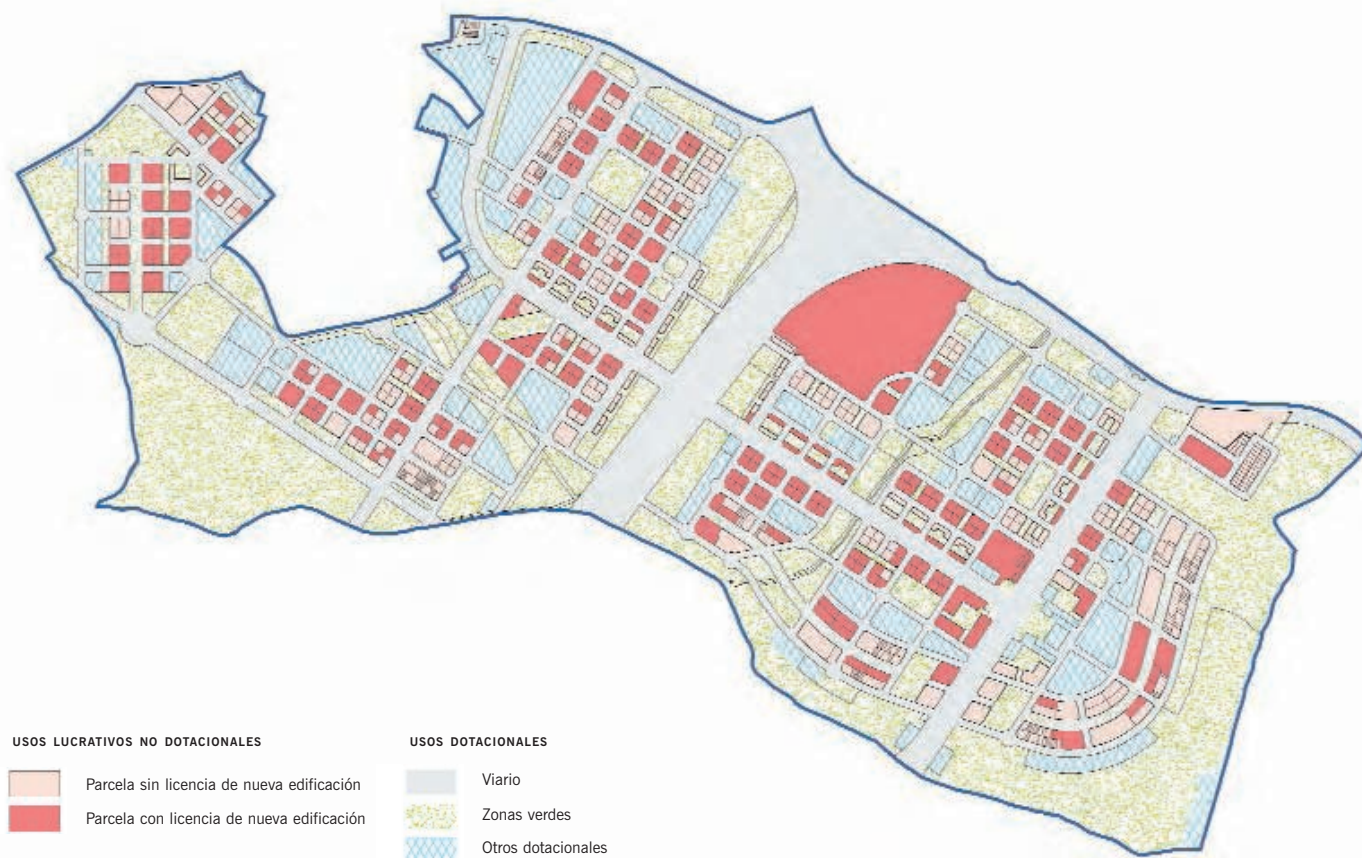 USOS LUCRATIVOS NO DOTACIONALES
Parcela sin licencia de nueva edificación
Parcela con licencia de nueva edificación
USOS DOTACIONALES
Viario
Zonas verdes
Otros dotacionales